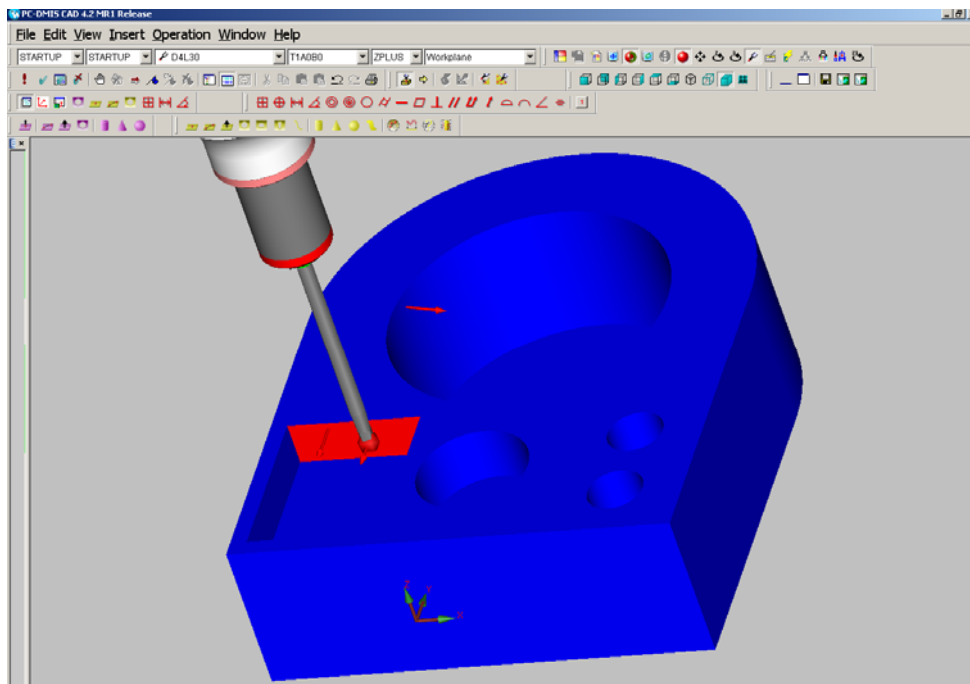 PC-DMIS CAD 4.2 MR1 Release
File Edit View Insert Operation Window Help
STARTUP STARTUP D4L30 T1A0B0 ZPLUS Workplane